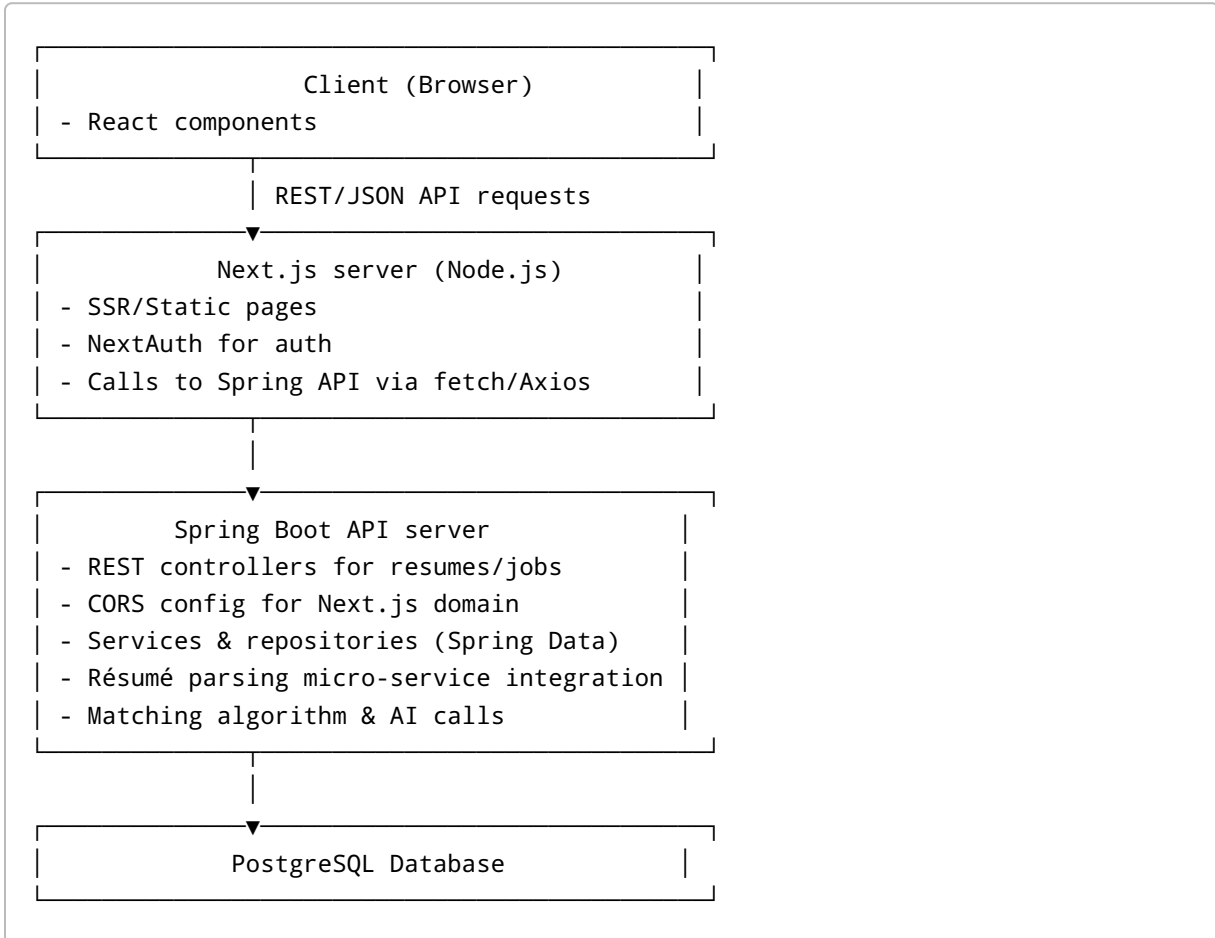 Client (Browser)
- React components
REST/JSON API requests
Next.js server (Node.js)
- SSR/Static pages
- NextAuth for auth
- Calls to Spring API via fetch/Axios
Spring Boot API server
- REST controllers for resumes/jobs
- CORS config for Next.js domain
- Services & repositories (Spring Data)
- Résumé parsing micro-service integration
- Matching algorithm & AI calls
PostgreSQL Database